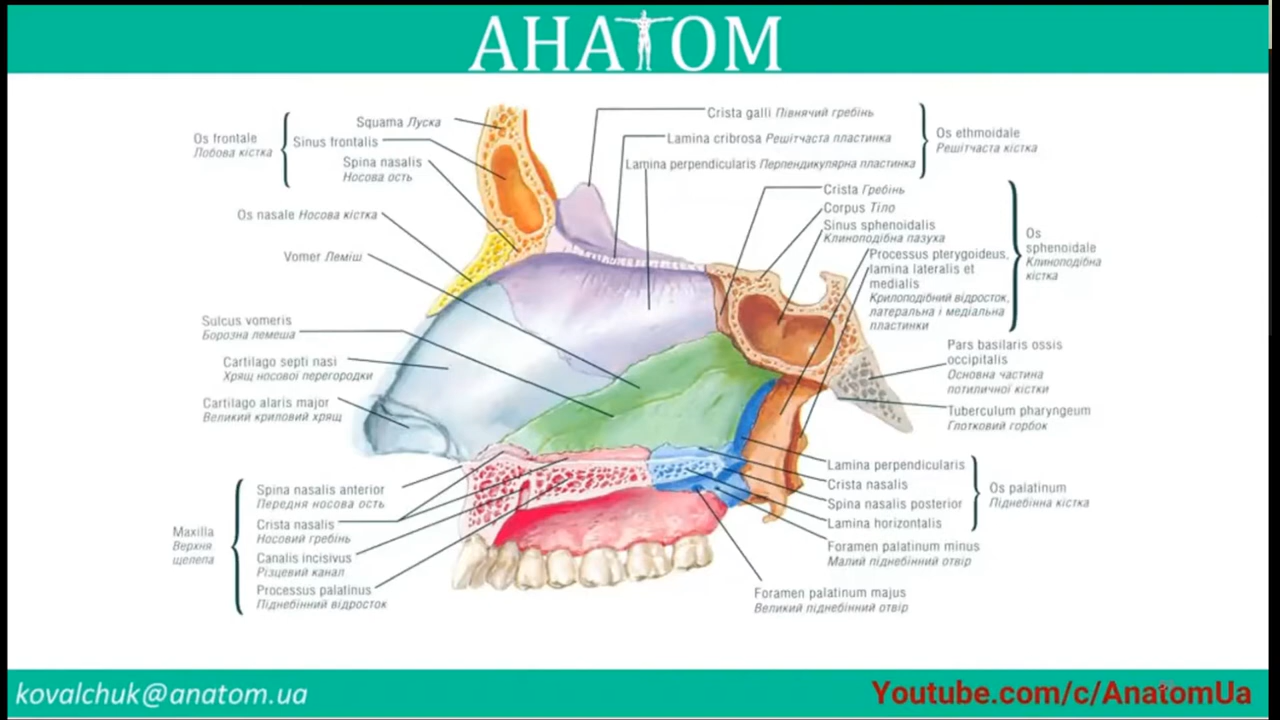 АНАТОМ
Os frontale
Лобова кістка
Squama Луска
Sinus frontalis
Spina nasalis
Носова ость
Os nasale Носова кістка
Vomer Леміш
Sulcus vomeris
Борозна лемеша
Cartilago septi nasi
Хрящ носової перегородки
Cartilago alaris major
Великий криловий хрящ
Maxilla
Верхня
щелепа
Spina nasalis anterior
Передня носова ость
Crista nasalis
Носовий гребінь
Canalis incisivus
Різцевий канал
Processus palatinus
Піднебінний відросток
Crista galli Півнячий гребінь
Lamina cribrosa Решітчаста пластинка
Lamina perpendicularis Перпендикулярна пластинка
Os ethmoidale
Решітчаста кістка
Crista Гребінь
Corpus Тіло
Sinus sphenoidalis
Клиноподібна пазуха
Processus pterygoideus,
lamina lateralis et
medialis
Крилоподібний відросток,
латеральна і медіальна
пластинки
Os
sphenoidale
Клиноподібна
кістка
Pars basilaris ossis
occipitalis
Основна частина
потиличної кістки
Tuberculum pharyngeum
Глотковий горбок
Lamina perpendicularis
Crista nasalis
Spina nasalis posterior
Lamina horizontalis
Os palatinum
Піднебінна кістка
Foramen palatinum minus
Малий піднебінний отвір
Foramen palatinum majus
Великий піднебінний отвір
kovalchuk@anatom.ua
Youtube.com/c/AnatomUa